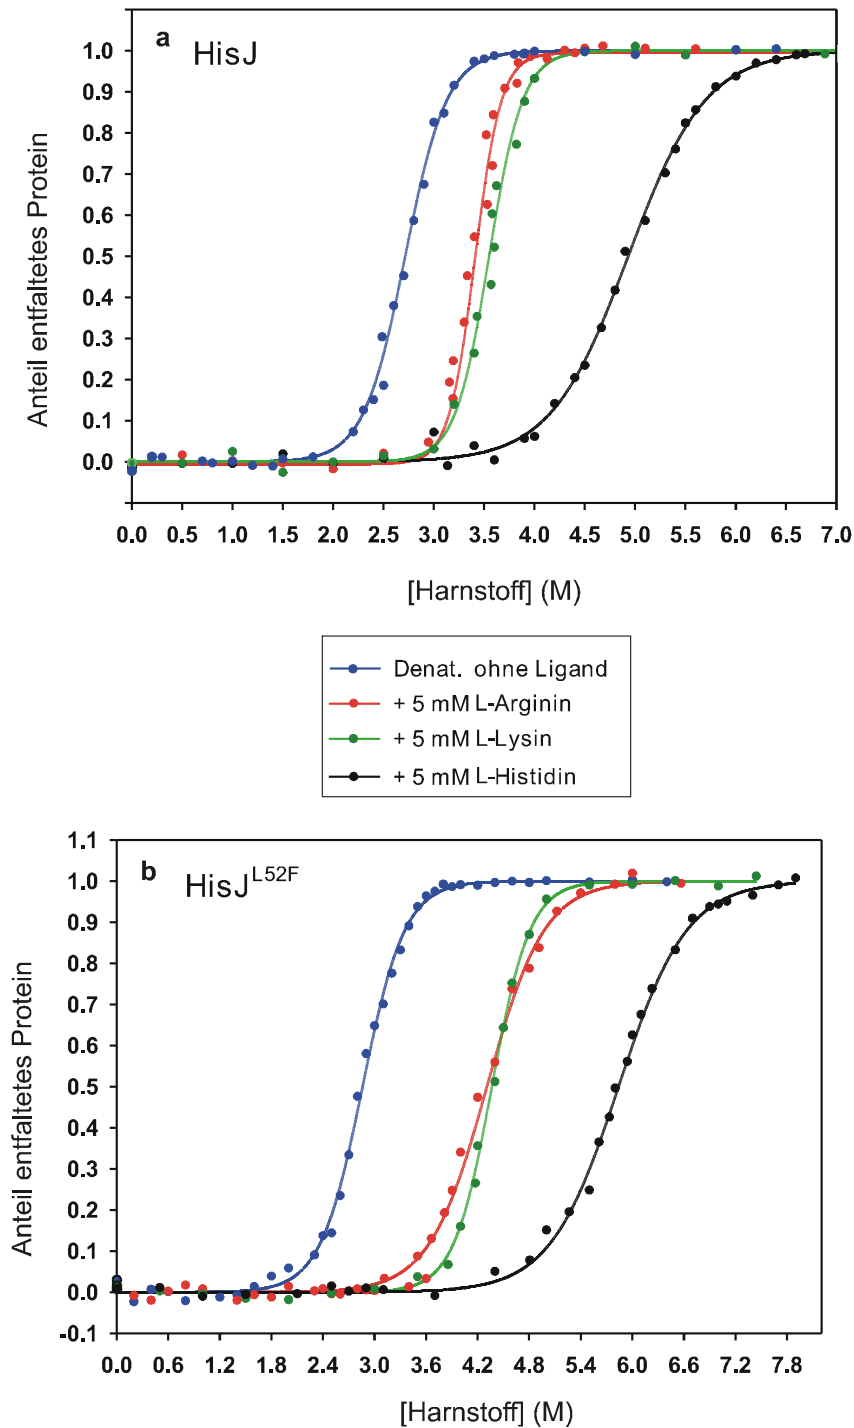 a HisJ
Anteil entfaltetes Protein
1.0
0.9
0.8
0.7
0.6
0.5
0.4
0.3
0.2
0.1
0.0
0.0 0.5 1.0 1.5 2.0 2.5 3.0 3.5 4.0 4.5 5.0 5.5 6.0 6.5 7.0
[Harnstoff] (M)
Denat. ohne Ligand
+ 5 mM L-Arginin
+ 5 mM L-Lysin
+ 5 mM L-Histidin
b HisJL52F
Anteil entfaltetes Protein
1.1
1.0
0.9
0.8
0.7
0.6
0.5
0.4
0.3
0.2
0.1
0.0
-0.1
0.0 0.6 1.2 1.8 2.4 3.0 3.6 4.2 4.8 5.4 6.0 6.6 7.2 7.8
[Harnstoff] (M)